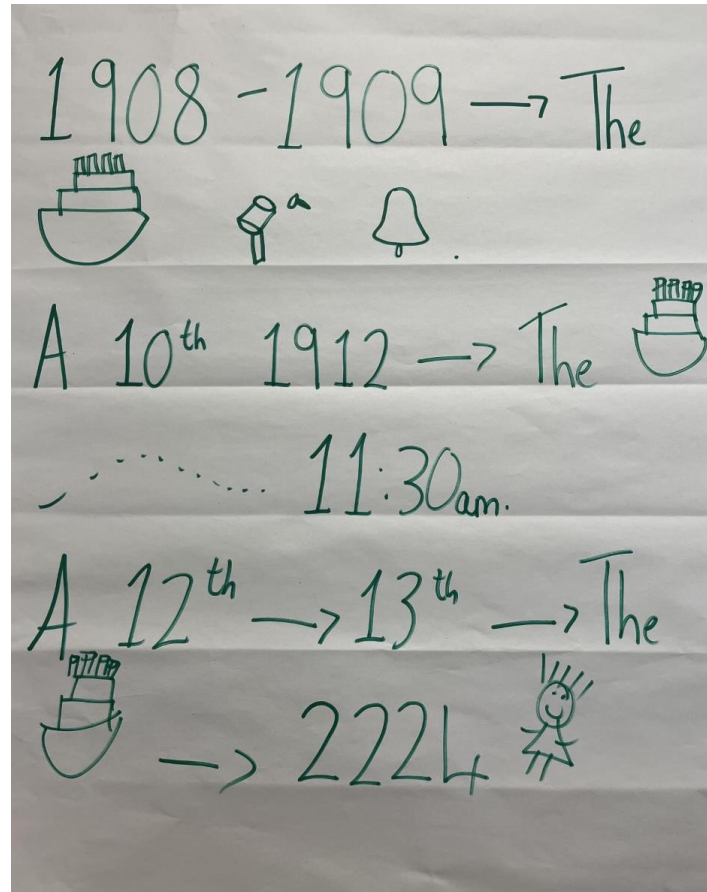 1908 - 1909 → The
.
A 10th 1912 → The
11:30am.
A 12th → 13th → The
→ 2224